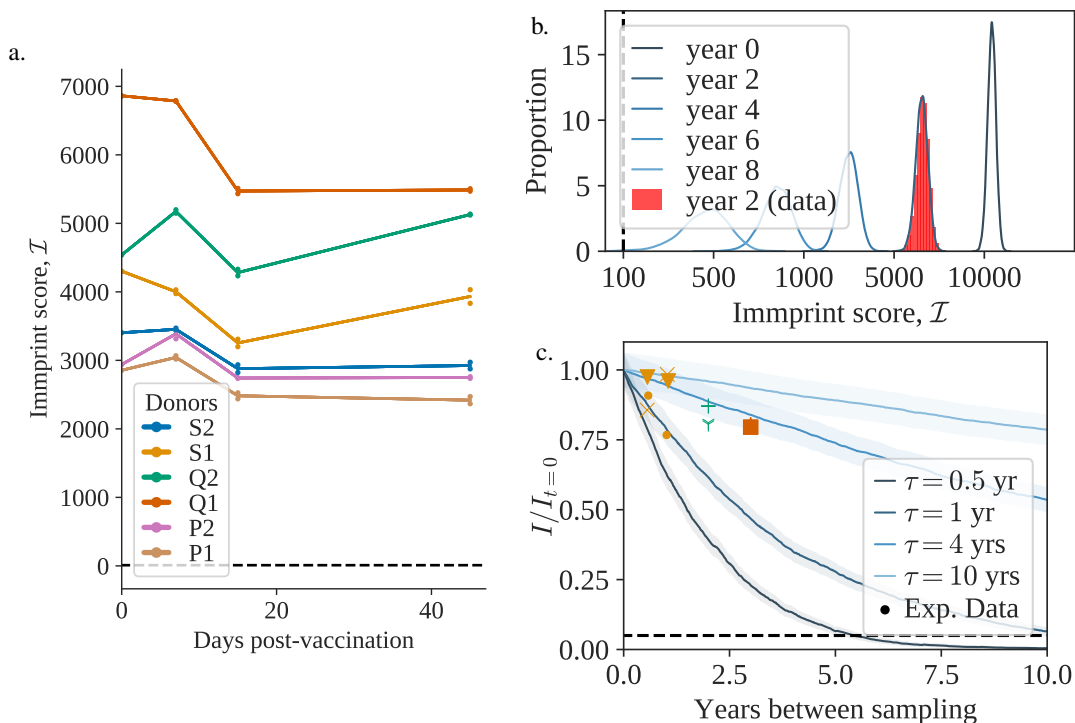 a.
7000
6000
5000
4000
3000
2000
1000
0
Immprint score, ℐ
Donors
S2
S1
Q2
Q1
P2
P1
0 20 40
Days post-vaccination
b.
15
10
5
0
Proportion
year 0
year 2
year 4
year 6
year 8
year 2 (data)
100 500 1000 5000 10000
Immprint score, ℐ
c.
1.00
0.75
0.50
0.25
0.00
I/I_{t=0}
τ = 0.5 yr
τ = 1 yr
τ = 4 yrs
τ = 10 yrs
Exp. Data
0.0 2.5 5.0 7.5 10.0
Years between sampling